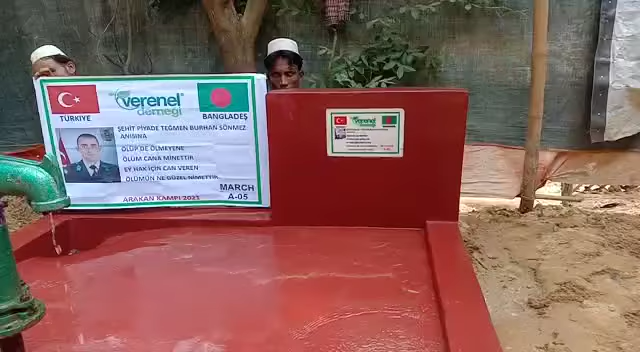 verenel
derneği
TÜRKİYE
BANGLADEŞ
ŞEHİT PİYADE TEĞMEN BURHAN SÖNMEZ
ANISINA
ÖLÜP DE ÖLMEYENE
ÖLÜM CANA MİNETTİR
EY HAK İÇİN CAN VEREN
ÖLÜMÜN NE GÜZEL NİMETTİR
MARCH
A-05
ARAKAN KAMPI 2021
verenel